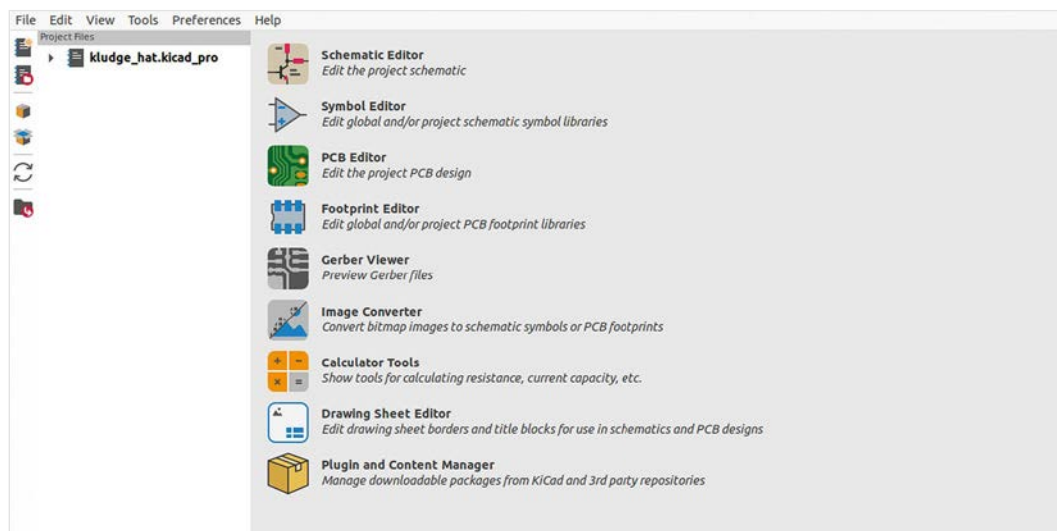 File Edit View Tools Preferences Help
Project Files
kludge_hat.kicad_pro
Schematic Editor
Edit the project schematic
Symbol Editor
Edit global and/or project schematic symbol libraries
PCB Editor
Edit the project PCB design
Footprint Editor
Edit global and/or project PCB footprint libraries
Gerber Viewer
Preview Gerber files
Image Converter
Convert bitmap images to schematic symbols or PCB footprints
Calculator Tools
Show tools for calculating resistance, current capacity, etc.
Drawing Sheet Editor
Edit drawing sheet borders and title blocks for use in schematics and PCB designs
Plugin and Content Manager
Manage downloadable packages from KiCad and 3rd party repositories